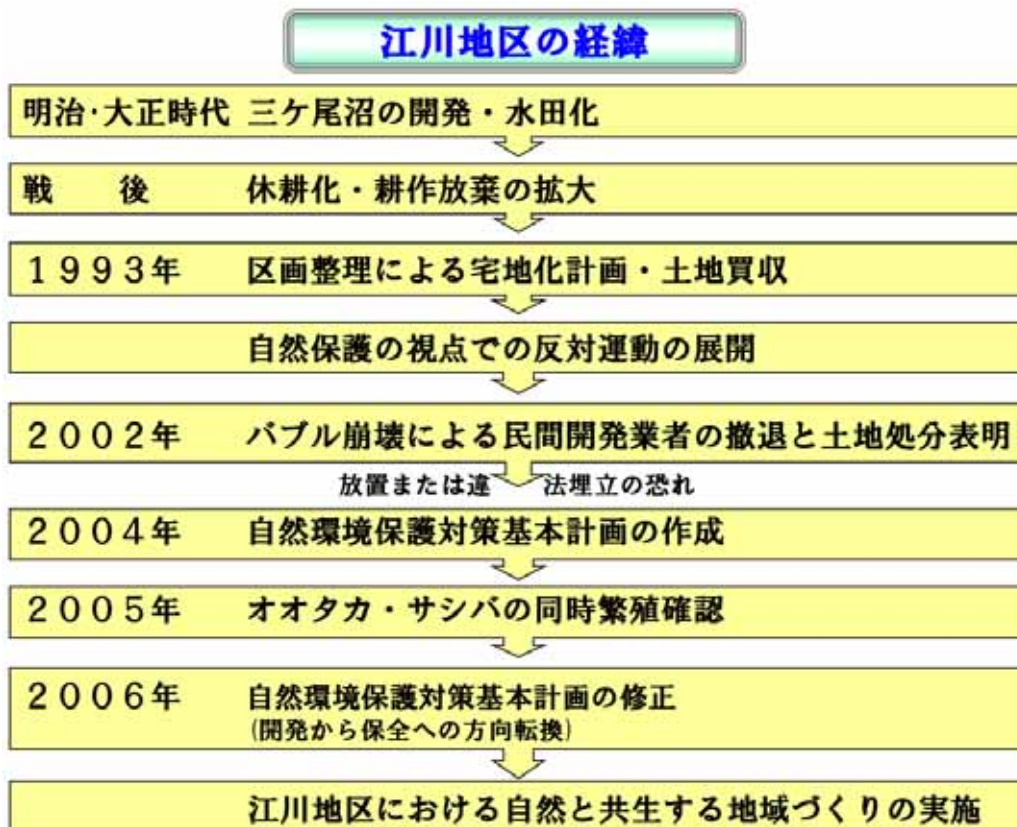 江川地区の経緯
明治・大正時代 三ケ尾沼の開発・水田化
戦　　後 休耕化・耕作放棄の拡大
１９９３年 区画整理による宅地化計画・土地買収
自然保護の視点での反対運動の展開
２００２年 バブル崩壊による民間開発業者の撤退と土地処分表明
放置または違　法埋立の恐れ
２００４年 自然環境保護対策基本計画の作成
２００５年 オオタカ・サシバの同時繁殖確認
２００６年 自然環境保護対策基本計画の修正
(開発から保全への方向転換)
江川地区における自然と共生する地域づくりの実施